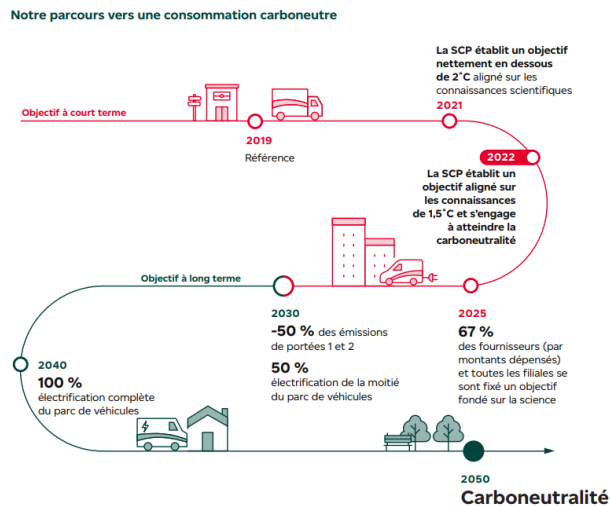 Notre parcours vers une consommation carboneutre
Objectif à court terme
2019
Référence
La SCP établit un objectif
nettement en dessous
de 2˚C aligné sur les
connaissances scientifiques
2021
2022
La SCP établit un
objectif aligné sur
les connaissances
de 1,5˚C et s'engage
à atteindre la
carboneutralité
2025
67 %
des fournisseurs (par
montants dépensés)
et toutes les filiales se
sont fixé un objectif
fondé sur la science
Objectif à long terme
2030
-50 % des émissions
de portées 1 et 2
50 %
électrification de la moitié
du parc de véhicules
2040
100 %
électrification complète
du parc de véhicules
2050
Carboneutralité